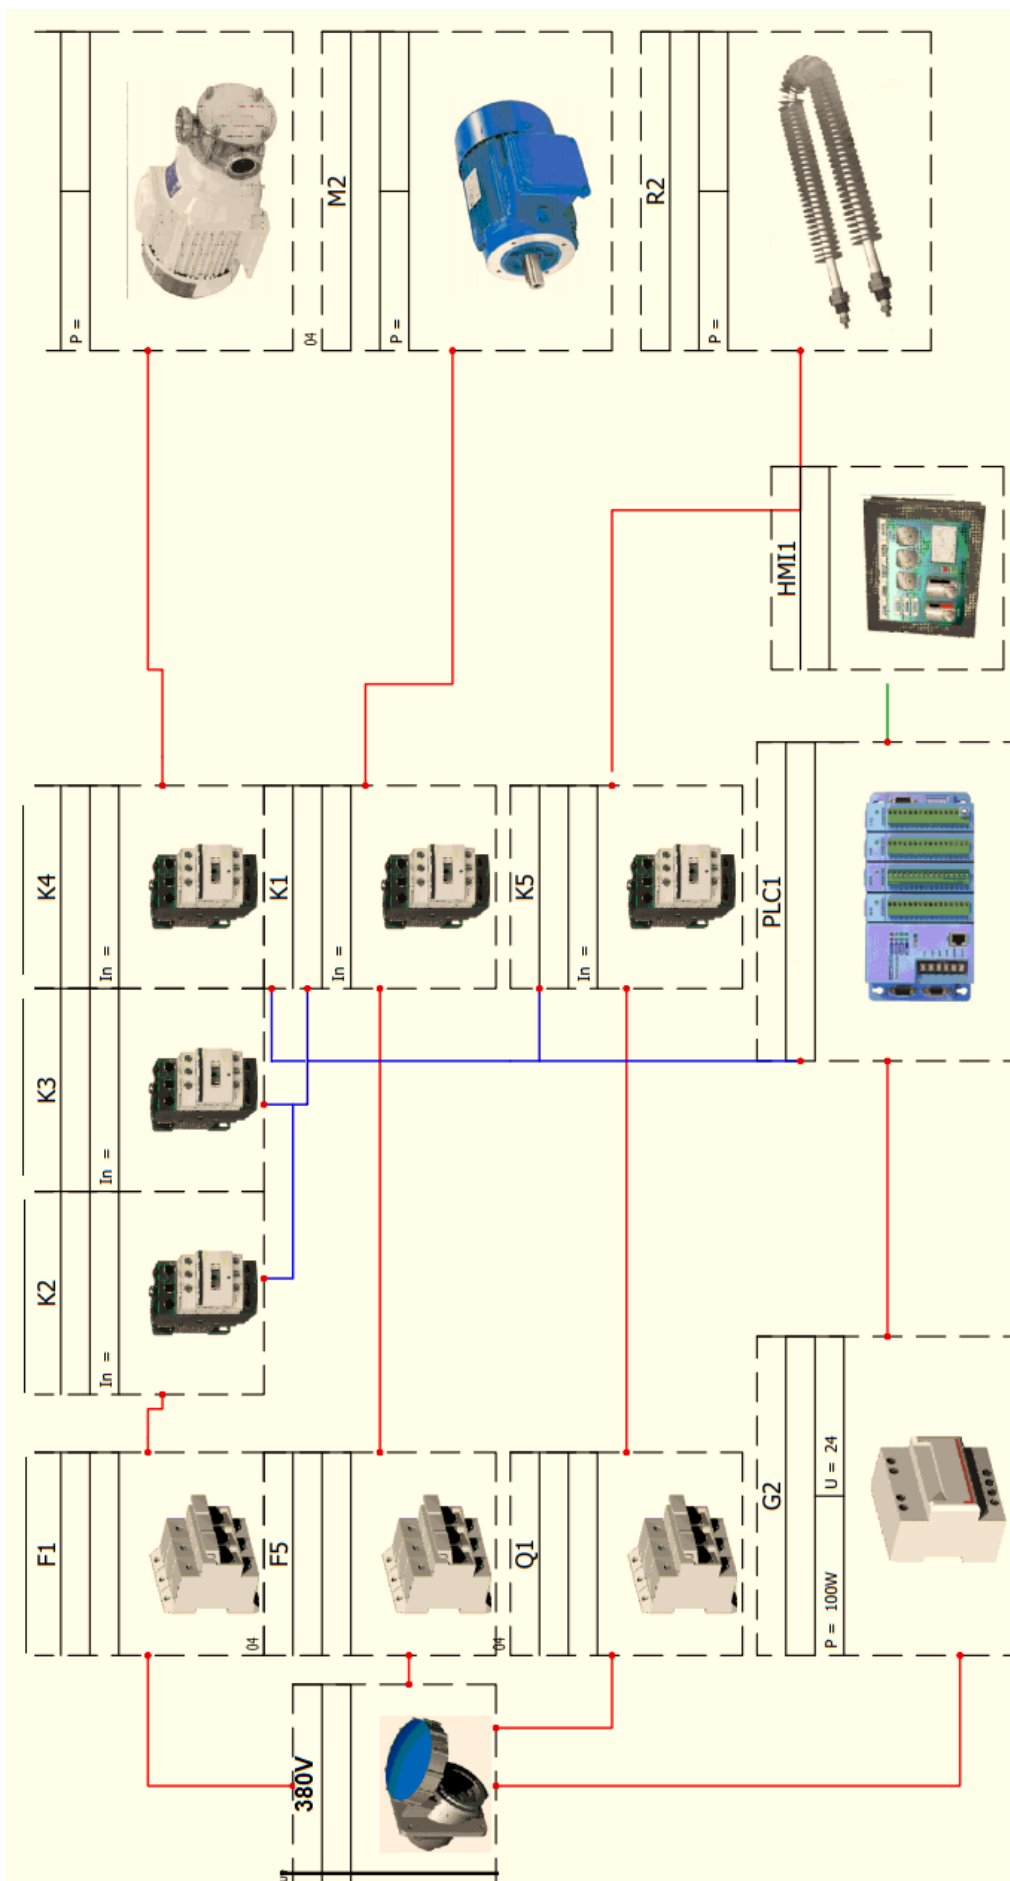 P =
M2
P =
04
R2
P =
HMI1
K4
In =
K1
In =
K5
In =
PLC1
K3
In =
K2
In =
F1
04
F5
04
Q1
G2
P = 100W
U = 24
380V